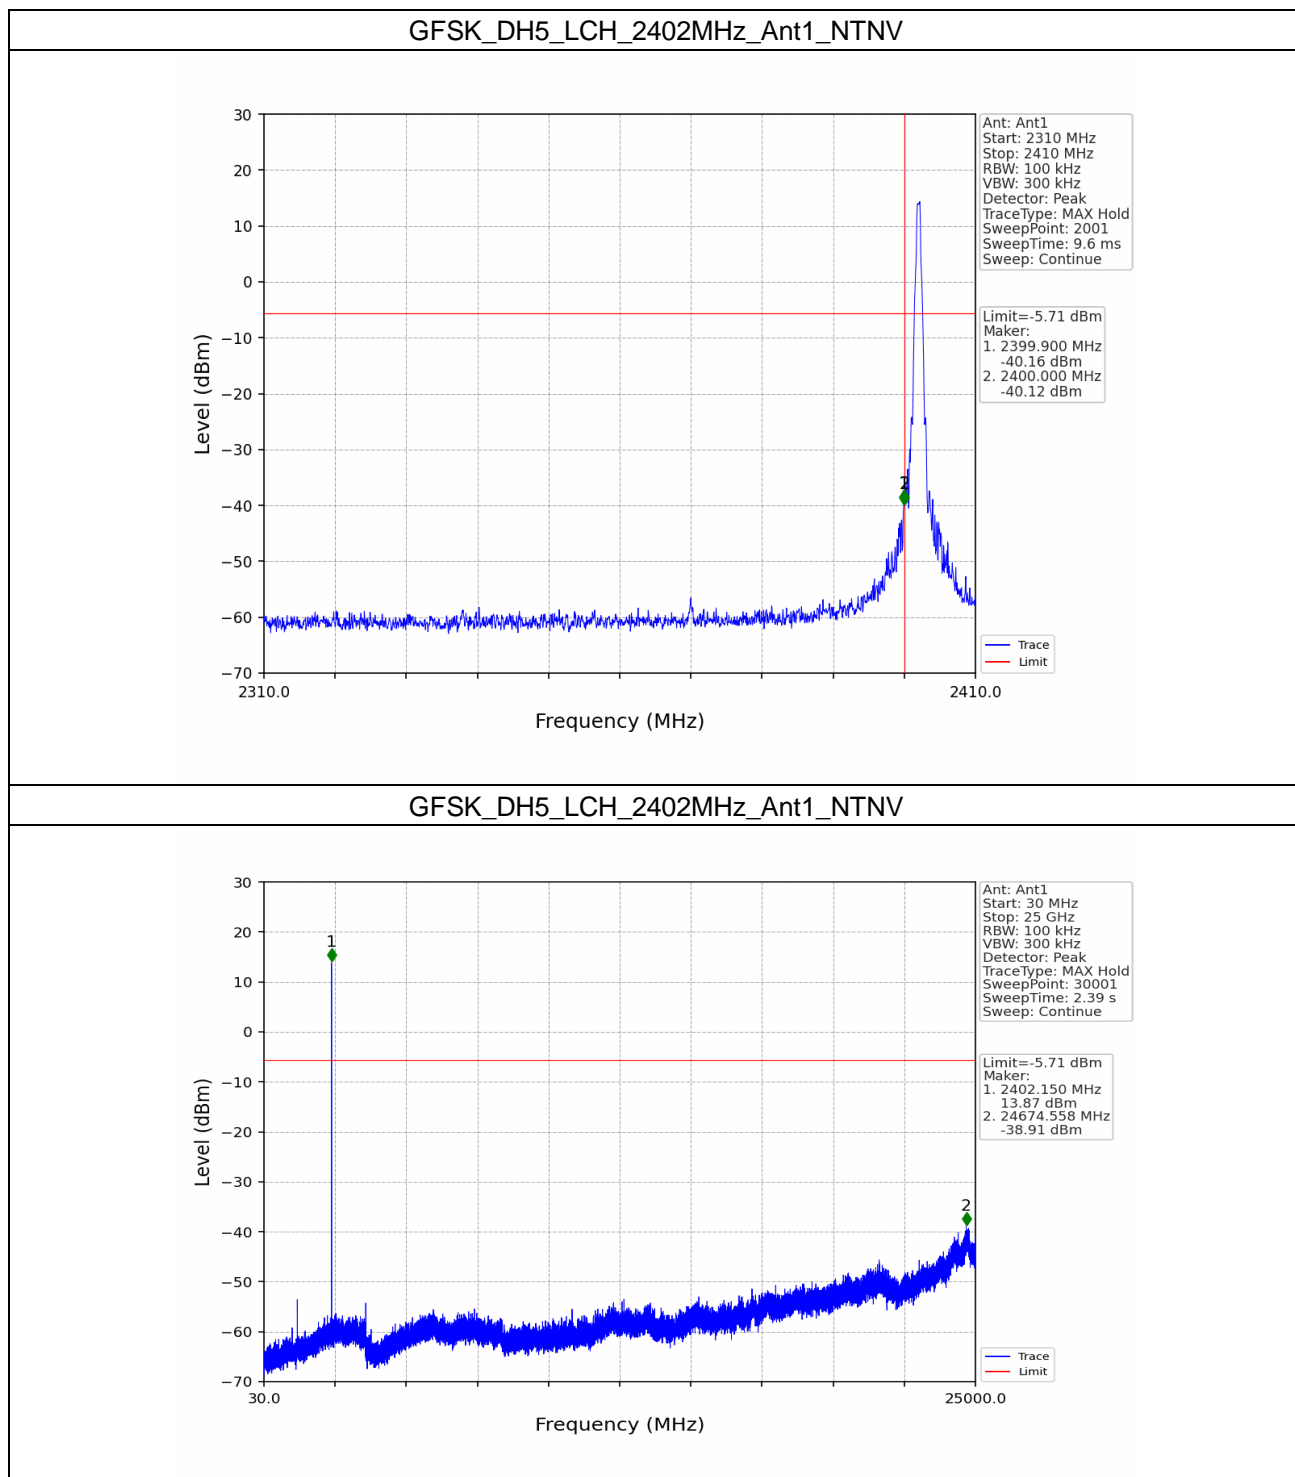 GFSK_DH5_LCH_2402MHz_Ant1_NTNV
30
20
10
0
−10
−20
−30
−40
−50
−60
−70
Level (dBm)
2310.0
2410.0
Frequency (MHz)
2
Ant: Ant1
Start: 2310 MHz
Stop: 2410 MHz
RBW: 100 kHz
VBW: 300 kHz
Detector: Peak
TraceType: MAX Hold
SweepPoint: 2001
SweepTime: 9.6 ms
Sweep: Continue
Limit=-5.71 dBm
Maker:
1. 2399.900 MHz
-40.16 dBm
2. 2400.000 MHz
-40.12 dBm
Trace
Limit
GFSK_DH5_LCH_2402MHz_Ant1_NTNV
30
20
10
0
−10
−20
−30
−40
−50
−60
−70
Level (dBm)
30.0
25000.0
Frequency (MHz)
1
2
Ant: Ant1
Start: 30 MHz
Stop: 25 GHz
RBW: 100 kHz
VBW: 300 kHz
Detector: Peak
TraceType: MAX Hold
SweepPoint: 30001
SweepTime: 2.39 s
Sweep: Continue
Limit=-5.71 dBm
Maker:
1. 2402.150 MHz
13.87 dBm
2. 24674.558 MHz
-38.91 dBm
Trace
Limit